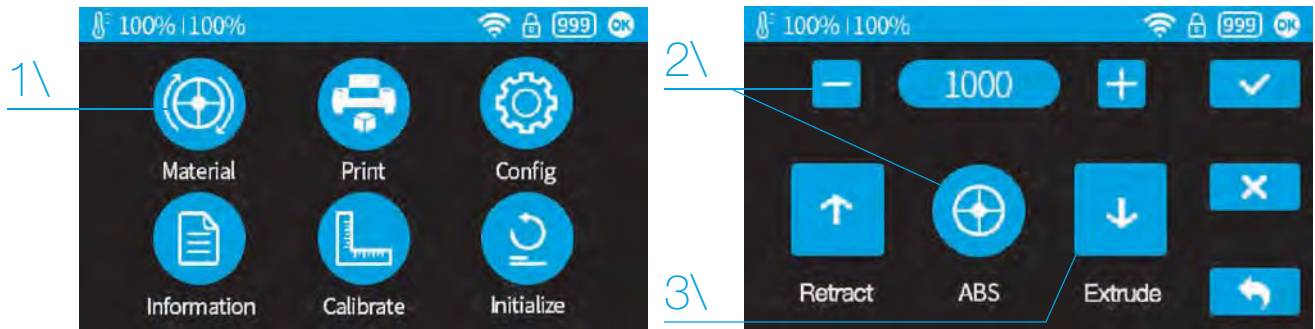 100% | 100%
999
OK
1\
Material
Print
Config
Information
Calibrate
Initialize
100% | 100%
999
OK
2\
1000
Retract
ABS
Extrude
3\